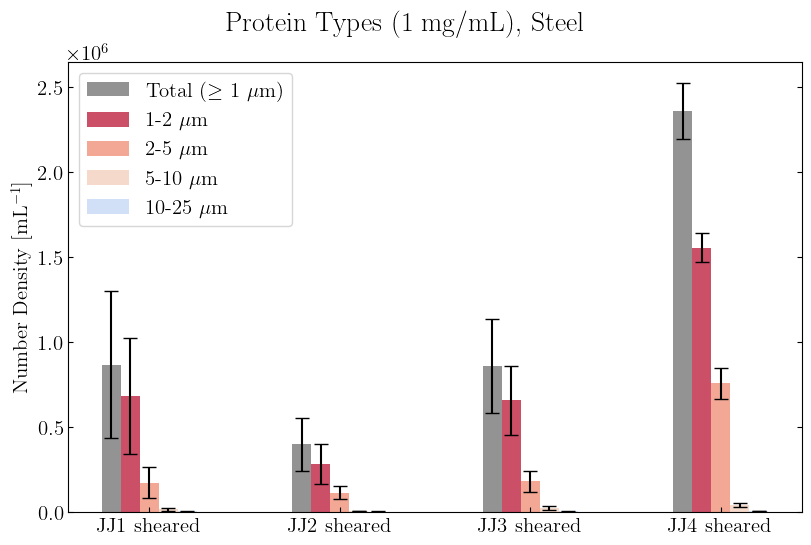 Protein Types (1 mg/mL), Steel
×10⁶
2.5
2.0
1.5
1.0
0.5
0.0
Number Density [mL⁻¹]
Total (≥ 1 μm)
1-2 μm
2-5 μm
5-10 μm
10-25 μm
JJ1 sheared
JJ2 sheared
JJ3 sheared
JJ4 sheared